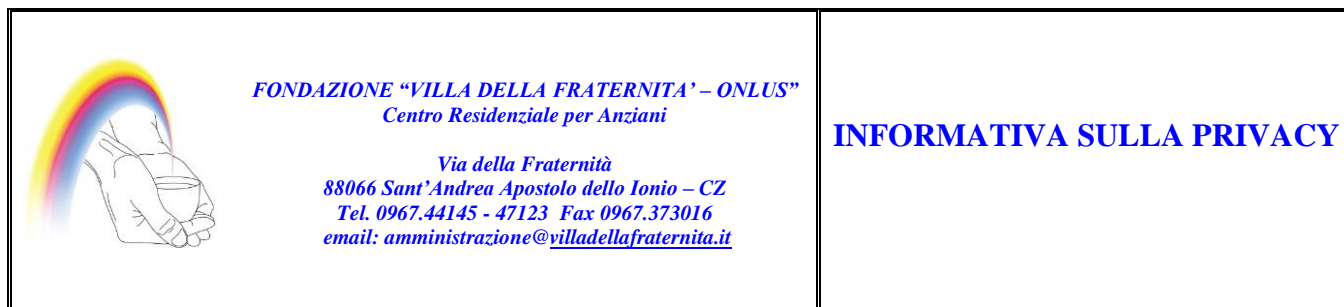 FONDAZIONE “VILLA DELLA FRATERNITA’ – ONLUS”
Centro Residenziale per Anziani
Via della Fraternità
88066 Sant’Andrea Apostolo dello Ionio – CZ
Tel. 0967.44145 - 47123 Fax 0967.373016
email: amministrazione@villadellafraternita.it
INFORMATIVA SULLA PRIVACY